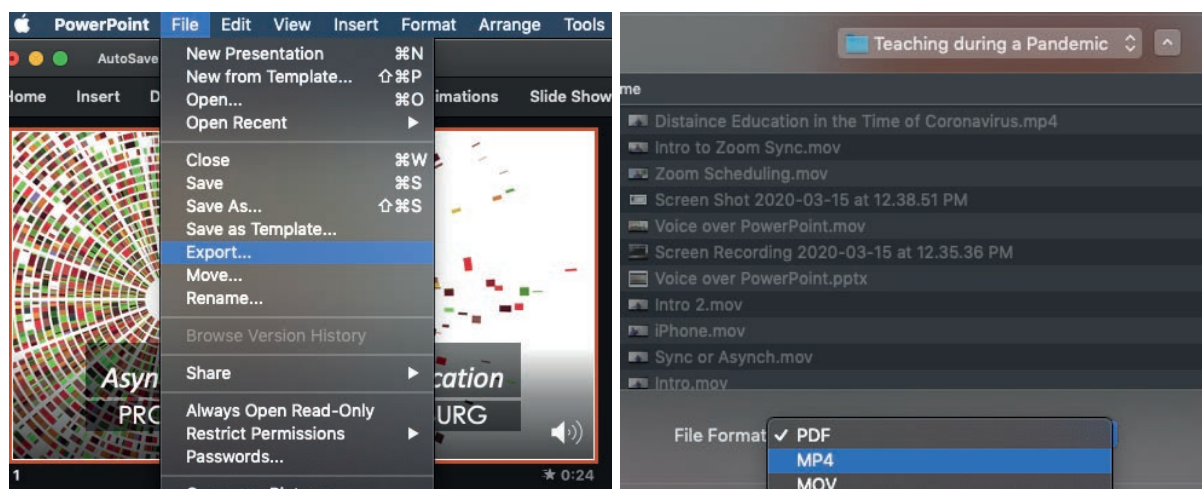 PowerPoint File Edit View Insert Format Arrange Tools
AutoSave
Home Insert D imations Slide Show
New Presentation ⌘N
New from Template... ⇧⌘P
Open... ⌘O
Open Recent ▶
Close ⌘W
Save ⌘S
Save As... ⇧⌘S
Save as Template...
Export...
Move...
Rename...
Browse Version History
Share ▶
Always Open Read-Only
Restrict Permissions ▶
Passwords...
Asyn cation
PRO URG
1 0:24
Teaching during a Pandemic
me
Distaince Education in the Time of Coronavirus.mp4
Intro to Zoom Sync.mov
Zoom Scheduling.mov
Screen Shot 2020-03-15 at 12.38.51 PM
Voice over PowerPoint.mov
Screen Recording 2020-03-15 at 12.35.36 PM
Voice over PowerPoint.pptx
Intro 2.mov
iPhone.mov
Sync or Asynch.mov
Intro.mov
File Format ✓ PDF
MP4
MOV